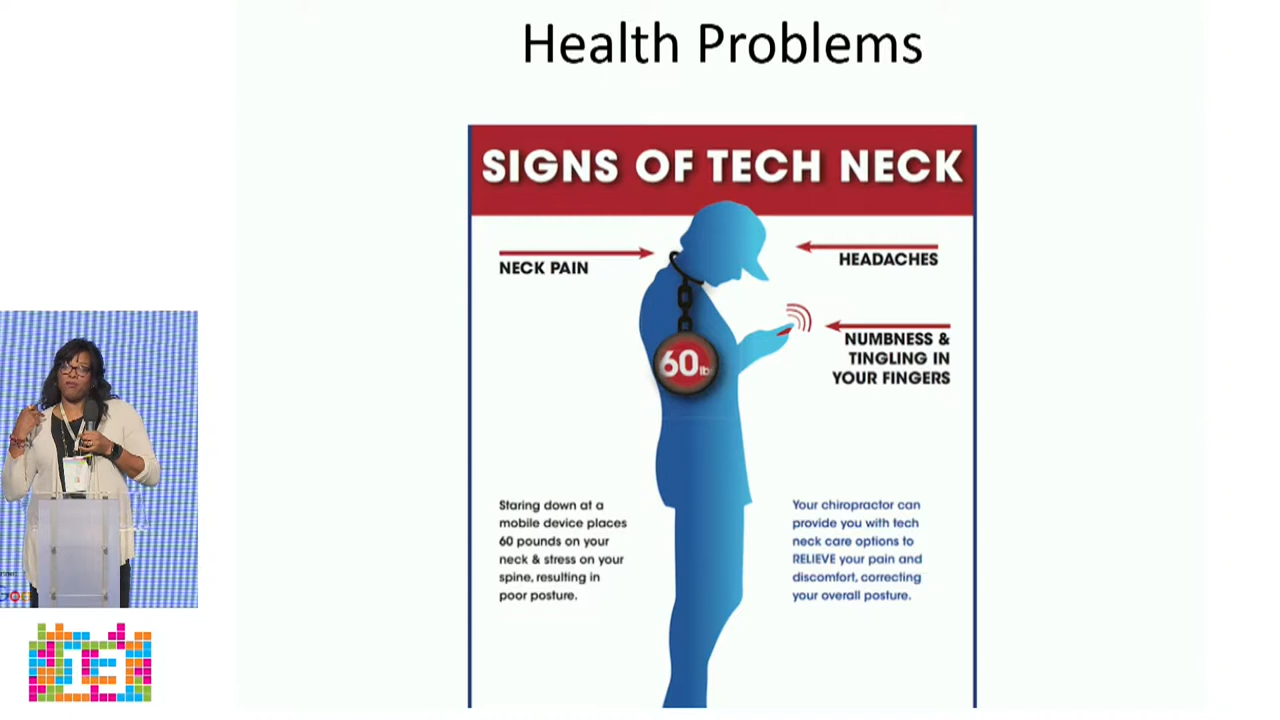 Health Problems
SIGNS OF TECH NECK
NECK PAIN
HEADACHES
NUMBNESS &
TINGLING IN
YOUR FINGERS
60lb
Staring down at a
mobile device places
60 pounds on your
neck & stress on your
spine, resulting in
poor posture.
Your chiropractor can
provide you with tech
neck care options to
RELIEVE your pain and
discomfort, correcting
your overall posture.
IEI